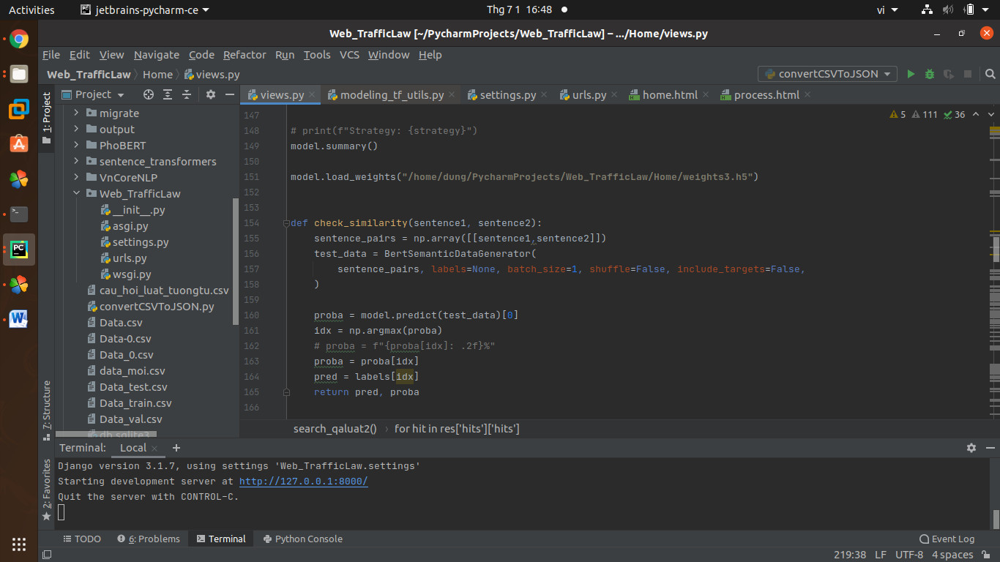 Activities jetbrains-pycharm-ce Thg 7 1 16:48 vi
Web_TrafficLaw [~/PycharmProjects/Web_TrafficLaw] – .../Home/views.py
File Edit View Navigate Code Refactor Run Tools VCS Window Help
Web_TrafficLaw Home views.py convertCSVToJSON
Project views.py modeling_tf_utils.py settings.py urls.py home.html process.html
1: Project
7: Structure
2: Favorites
migrate
output
PhoBERT
sentence_transformers
VnCoreNLP
Web_TrafficLaw
__init__.py
asgi.py
settings.py
urls.py
wsgi.py
cau_hoi_luat_tuongtu.csv
convertCSVToJSON.py
Data.csv
Data-0.csv
Data_0.csv
data_moi.csv
Data_test.csv
Data_train.csv
Data_val.csv
db.sqlite3
5 111 36
147
148 # print(f"Strategy: {strategy}")
149 model.summary()
150
151 model.load_weights("/home/dung/PycharmProjects/Web_TrafficLaw/Home/weights3.h5")
152
153
154 def check_similarity(sentence1, sentence2):
155 sentence_pairs = np.array([[sentence1,sentence2]])
156 test_data = BertSemanticDataGenerator(
157 sentence_pairs, labels=None, batch_size=1, shuffle=False, include_targets=False,
158 )
159
160 proba = model.predict(test_data)[0]
161 idx = np.argmax(proba)
162 # proba = f"{proba[idx]: .2f}%"
163 proba = proba[idx]
164 pred = labels[idx]
165 return pred, proba
166
search_qaluat2() for hit in res['hits']['hits']
Terminal: Local +
Django version 3.1.7, using settings 'Web_TrafficLaw.settings'
Starting development server at http://127.0.0.1:8000/
Quit the server with CONTROL-C.
TODO 6: Problems Terminal Python Console Event Log
219:38 LF UTF-8 4 spaces